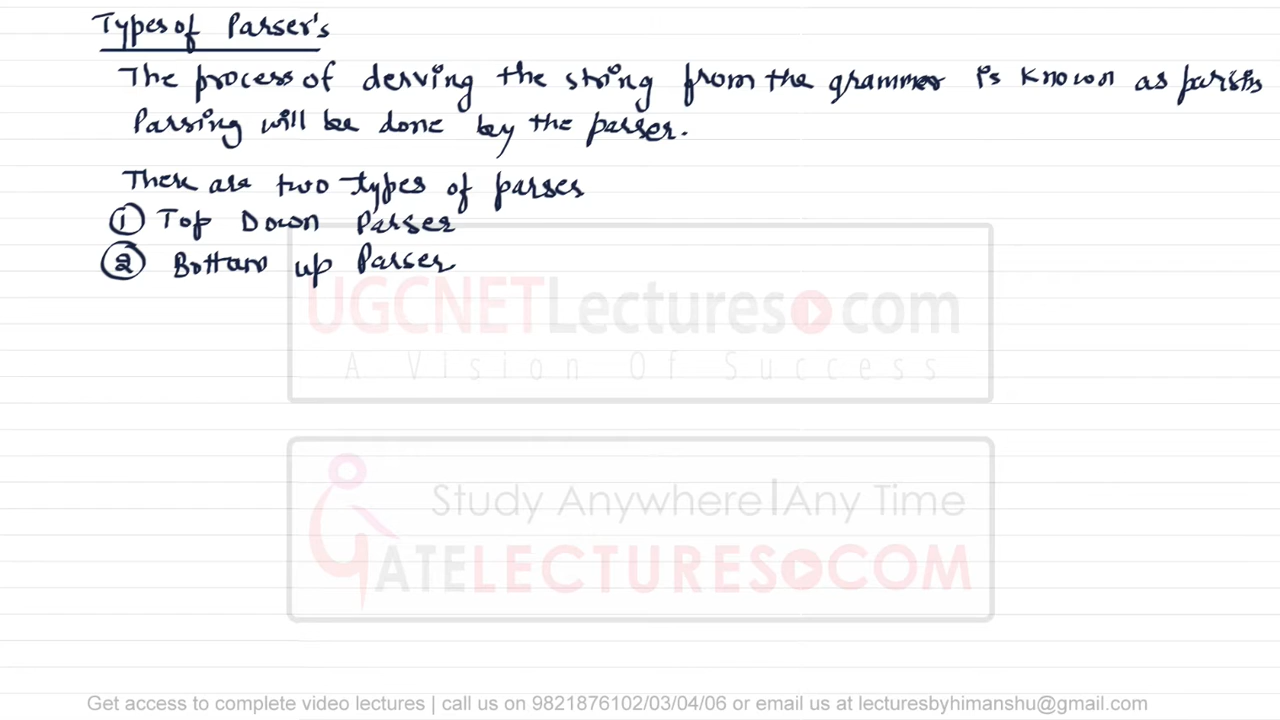 Types of Parser's
The process of deriving the string from the grammer is known as parsing
Parsing will be done by the parser.
There are two types of parses
① Top Down Parser
② Bottam up Parser
UGCNETLectures.com
A Vision Of Success
Study Anywhere|Any Time
GATELECTURES.COM
Get access to complete video lectures | call us on 9821876102/03/04/06 or email us at lecturesbyhimanshu@gmail.com